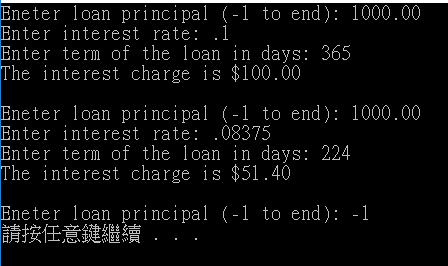 Eneter loan principal (-1 to end): 1000.00
Enter interest rate: .1
Enter term of the loan in days: 365
The interest charge is $100.00
Eneter loan principal (-1 to end): 1000.00
Enter interest rate: .08375
Enter term of the loan in days: 224
The interest charge is $51.40
Eneter loan principal (-1 to end): -1
請按任意鍵繼續 . . .